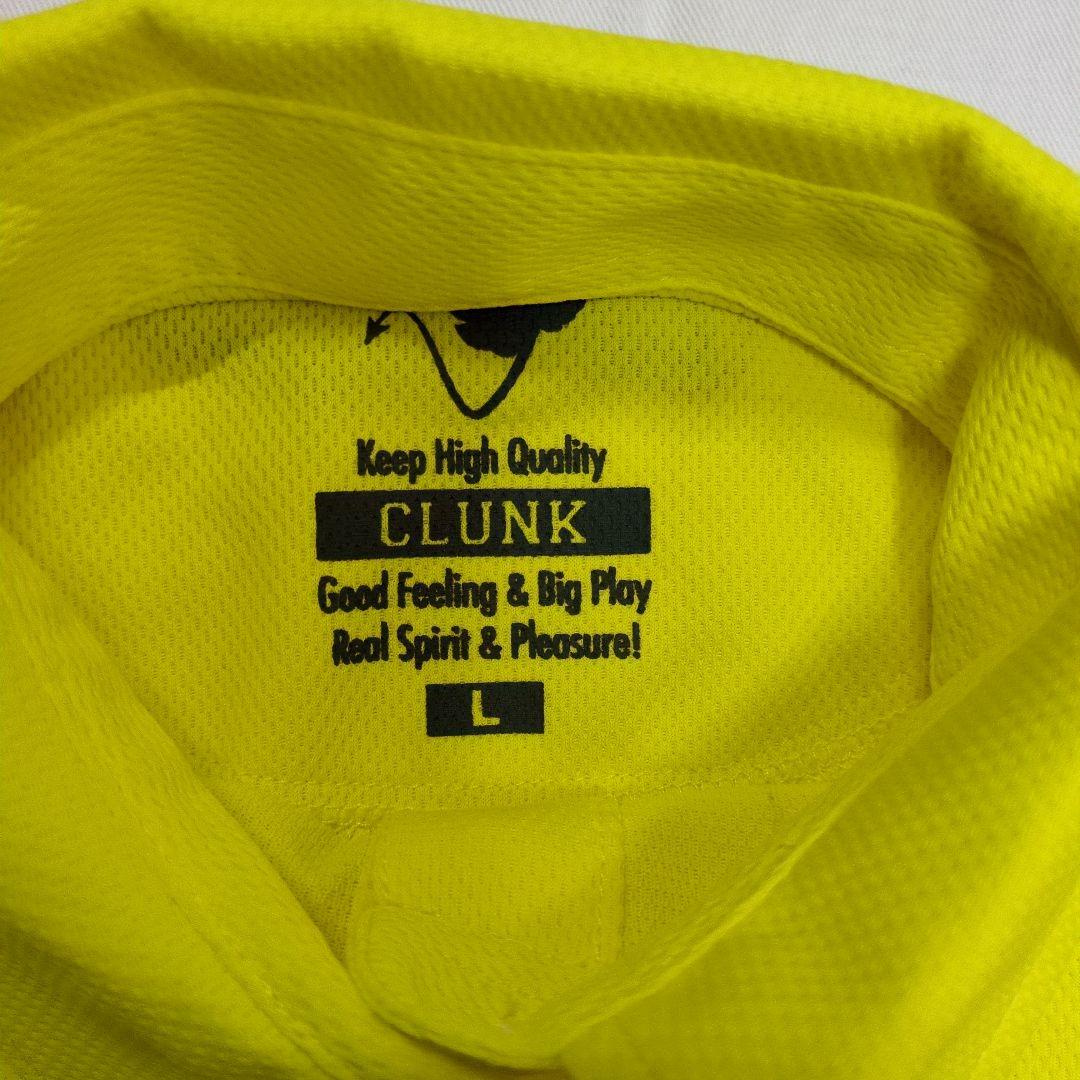 Keep High Quality
CLUNK
Good Feeling & Big Play
Real Spirit & Pleasure!
L